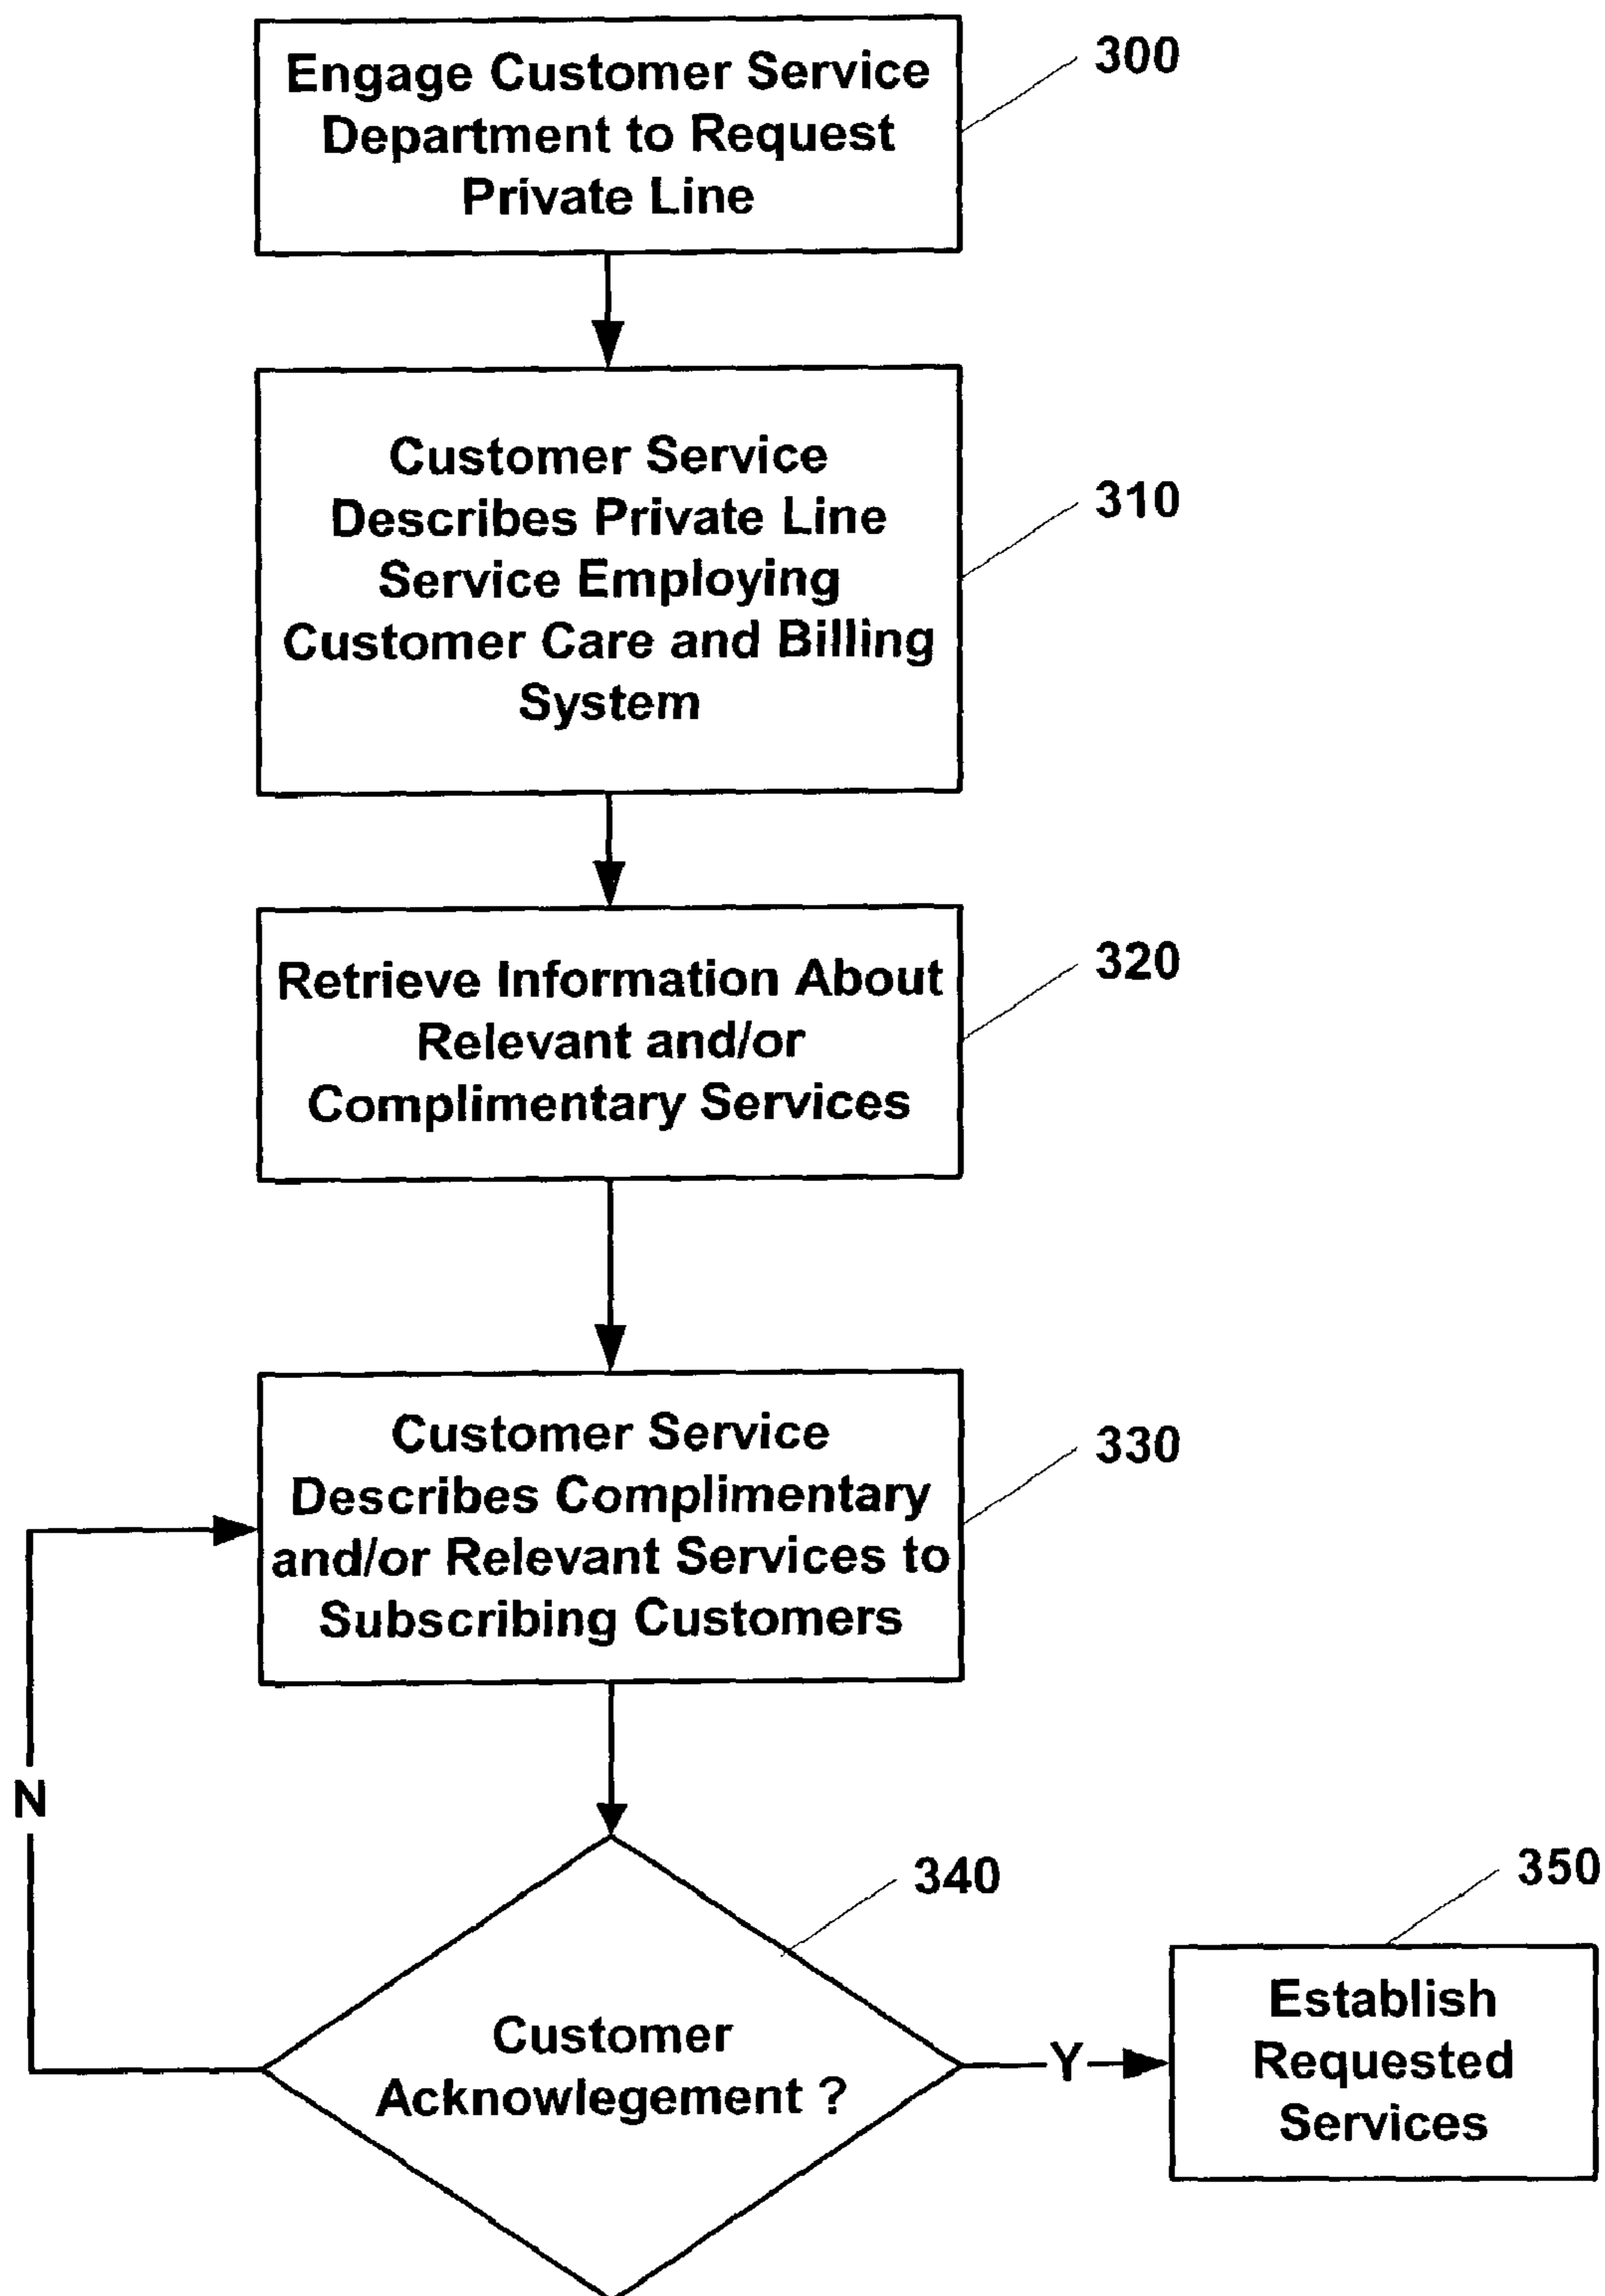 Engage Customer Service
Department to Request
Private Line
300
Customer Service
Describes Private Line
Service Employing
Customer Care and Billing
System
310
Retrieve Information About
Relevant and/or
Complimentary Services
320
Customer Service
Describes Complimentary
and/or Relevant Services to
Subscribing Customers
330
N
340
Customer
Acknowlegement ?
Y
350
Establish
Requested
Services